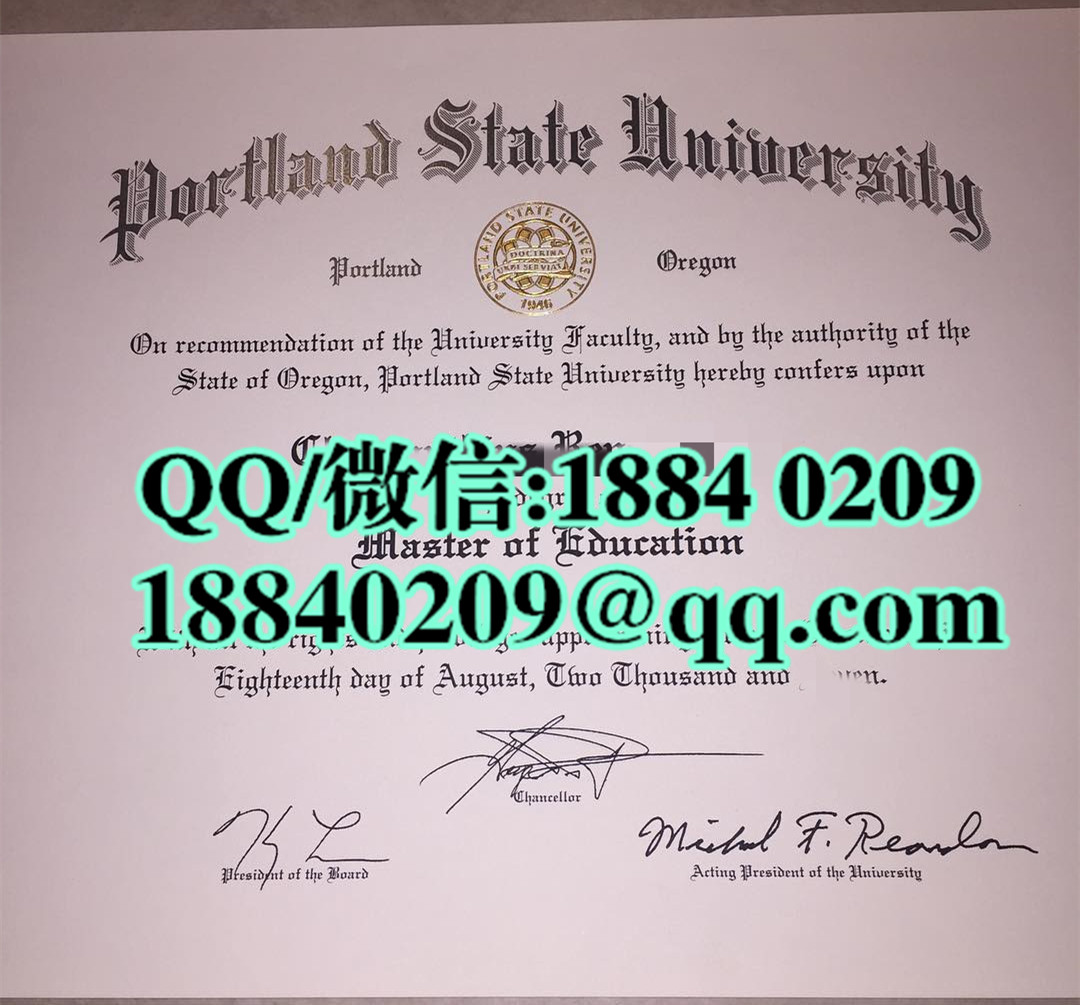 Portland State University
PORTLAND STATE UNIVERSITY
DOCTRINA
URBI SERVIAT
1946
Portland Oregon
On recommendation of the University Faculty, and by the authority of the
State of Oregon, Portland State University hereby confers upon
QQ/微信:1884 0209
Master of Education
18840209@qq.com
Eighteenth day of August, Two Thousand and
Chancellor
Michael F. Reardon
President of the Board
Acting President of the University